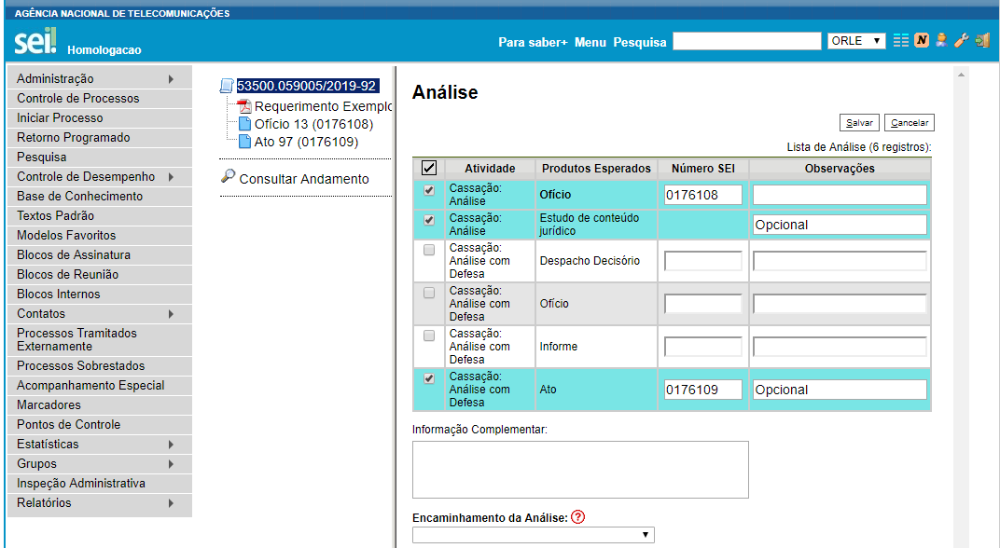 AGÊNCIA NACIONAL DE TELECOMUNICAÇÕES
sei!
Homologacao
Para saber+ Menu Pesquisa
ORLE
N
Administração
Controle de Processos
Iniciar Processo
Retorno Programado
Pesquisa
Controle de Desempenho
Base de Conhecimento
Textos Padrão
Modelos Favoritos
Blocos de Assinatura
Blocos de Reunião
Blocos Internos
Contatos
Processos Tramitados
Externamente
Processos Sobrestados
Acompanhamento Especial
Marcadores
Pontos de Controle
Estatísticas
Grupos
Inspeção Administrativa
Relatórios
53500.059005/2019-92
Requerimento Exemplo
Ofício 13 (0176108)
Ato 97 (0176109)
Consultar Andamento
Análise
Salvar Cancelar
Lista de Análise (6 registros):
Atividade Produtos Esperados Número SEI Observações
Cassação:
Análise
Ofício
0176108
Cassação:
Análise
Estudo de conteúdo
jurídico
Opcional
Cassação:
Análise com
Defesa
Despacho Decisório
Cassação:
Análise com
Defesa
Ofício
Cassação:
Análise com
Defesa
Informe
Cassação:
Análise com
Defesa
Ato
0176109
Opcional
Informação Complementar:
Encaminhamento da Análise: ?